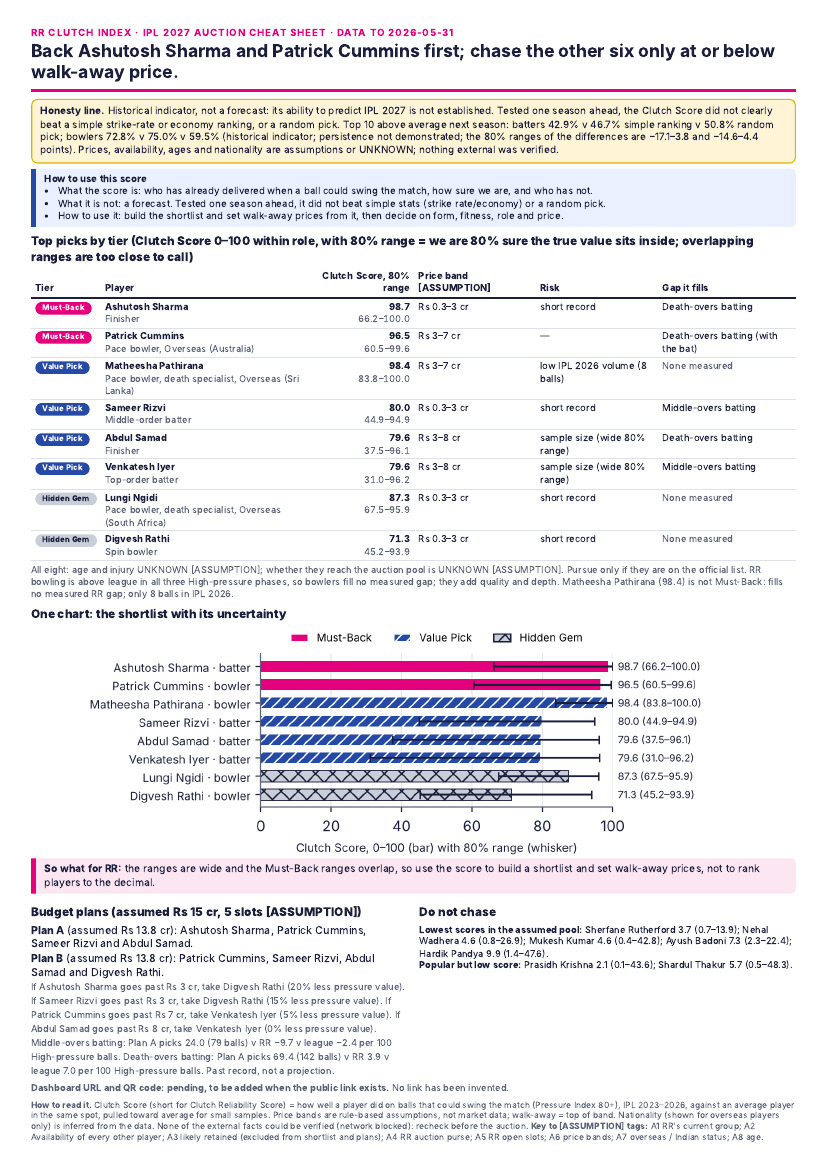 RR CLUTCH INDEX · IPL 2027 AUCTION CHEAT SHEET · DATA TO 2026-05-31
Back Ashutosh Sharma and Patrick Cummins first; chase the other six only at or below
walk-away price.
Honesty line. Historical indicator, not a forecast: its ability to predict IPL 2027 is not established. Tested one season ahead, the Clutch Score did not clearly
beat a simple strike-rate or economy ranking, or a random pick. Top 10 above average next season: batters 42.9% v 46.7% simple ranking v 50.8% random
pick; bowlers 72.8% v 75.0% v 59.5% (historical indicator; persistence not demonstrated; the 80% ranges of the differences are −17.1–3.8 and −14.6–4.4
points). Prices, availability, ages and nationality are assumptions or UNKNOWN; nothing external was verified.
How to use this score
• What the score is: who has already delivered when a ball could swing the match, how sure we are, and who has not.
• What it is not: a forecast. Tested one season ahead, it did not beat simple stats (strike rate/economy) or a random pick.
• How to use it: build the shortlist and set walk-away prices from it, then decide on form, fitness, role and price.
Top picks by tier (Clutch Score 0–100 within role, with 80% range = we are 80% sure the true value sits inside; overlapping
ranges are too close to call)
Tier Player Clutch Score, 80% range Price band [ASSUMPTION] Risk Gap it fills
Must-Back Ashutosh Sharma 98.7 Rs 0.3–3 cr short record Death-overs batting
Finisher 66.2–100.0
Must-Back Patrick Cummins 96.5 Rs 3–7 cr — Death-overs batting (with
Pace bowler, Overseas (Australia) 60.5–99.6 the bat)
Value Pick Matheesha Pathirana 98.4 Rs 3–7 cr low IPL 2026 volume (8 None measured
Pace bowler, death specialist, Overseas (Sri 83.8–100.0 balls)
Lanka)
Value Pick Sameer Rizvi 80.0 Rs 0.3–3 cr short record Middle-overs batting
Middle-order batter 44.9–94.9
Value Pick Abdul Samad 79.6 Rs 3–8 cr sample size (wide 80% Death-overs batting
Finisher 37.5–96.1 range)
Value Pick Venkatesh Iyer 79.6 Rs 3–8 cr sample size (wide 80% Middle-overs batting
Top-order batter 31.0–96.2 range)
Hidden Gem Lungi Ngidi 87.3 Rs 0.3–3 cr short record None measured
Pace bowler, death specialist, Overseas 67.5–95.9
(South Africa)
Hidden Gem Digvesh Rathi 71.3 Rs 0.3–3 cr short record None measured
Spin bowler 45.2–93.9
All eight: age and injury UNKNOWN [ASSUMPTION]; whether they reach the auction pool is UNKNOWN [ASSUMPTION]. Pursue only if they are on the official list. RR
bowling is above league in all three High-pressure phases, so bowlers fill no measured gap; they add quality and depth. Matheesha Pathirana (98.4) is not Must-Back: fills
no measured RR gap; only 8 balls in IPL 2026.
One chart: the shortlist with its uncertainty
Must-Back Value Pick Hidden Gem
Ashutosh Sharma · batter 98.7 (66.2–100.0)
Patrick Cummins · bowler 96.5 (60.5–99.6)
Matheesha Pathirana · bowler 98.4 (83.8–100.0)
Sameer Rizvi · batter 80.0 (44.9–94.9)
Abdul Samad · batter 79.6 (37.5–96.1)
Venkatesh Iyer · batter 79.6 (31.0–96.2)
Lungi Ngidi · bowler 87.3 (67.5–95.9)
Digvesh Rathi · bowler 71.3 (45.2–93.9)
0 20 40 60 80 100
Clutch Score, 0–100 (bar) with 80% range (whisker)
So what for RR: the ranges are wide and the Must-Back ranges overlap, so use the score to build a shortlist and set walk-away prices, not to rank
players to the decimal.
Budget plans (assumed Rs 15 cr, 5 slots [ASSUMPTION])
Plan A (assumed Rs 13.8 cr): Ashutosh Sharma, Patrick Cummins,
Sameer Rizvi and Abdul Samad.
Plan B (assumed Rs 13.8 cr): Patrick Cummins, Sameer Rizvi, Abdul
Samad and Digvesh Rathi.
If Ashutosh Sharma goes past Rs 3 cr, take Digvesh Rathi (20% less pressure value).
If Sameer Rizvi goes past Rs 3 cr, take Digvesh Rathi (15% less pressure value). If
Patrick Cummins goes past Rs 7 cr, take Venkatesh Iyer (5% less pressure value). If
Abdul Samad goes past Rs 8 cr, take Venkatesh Iyer (0% less pressure value).
Middle-overs batting: Plan A picks 24.0 (79 balls) v RR −9.7 v league −2.4 per 100
High-pressure balls. Death-overs batting: Plan A picks 69.4 (142 balls) v RR 3.9 v
league 7.0 per 100 High-pressure balls. Past record, not a projection.
Do not chase
Lowest scores in the assumed pool: Sherfane Rutherford 3.7 (0.7–13.9); Nehal
Wadhera 4.6 (0.8–26.9); Mukesh Kumar 4.6 (0.4–42.8); Ayush Badoni 7.3 (2.3–22.4);
Hardik Pandya 9.9 (1.4–47.6).
Popular but low score: Prasidh Krishna 2.1 (0.1–43.6); Shardul Thakur 5.7 (0.5–48.3).
Dashboard URL and QR code: pending, to be added when the public link exists. No link has been invented.
How to read it. Clutch Score (short for Clutch Reliability Score) = how well a player did on balls that could swing the match (Pressure Index 80+), IPL 2023–2026, against an average player
in the same spot, pulled toward average for small samples. Price bands are rule-based assumptions, not market data; walk-away = top of band. Nationality (shown for overseas players
only) is inferred from the data. None of the external facts could be verified (network blocked): recheck before the auction. Key to [ASSUMPTION] tags: A1 RR's current group; A2
Availability of every other player; A3 likely retained (excluded from shortlist and plans); A4 RR auction purse; A5 RR open slots; A6 price bands; A7 overseas / Indian status; A8 age.